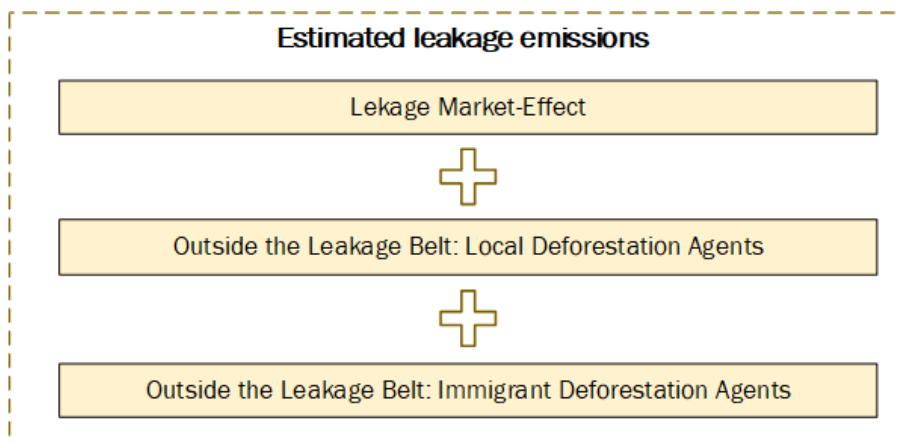 Estimated leakage emissions
Lekage Market-Effect
Outside the Leakage Belt: Local Deforestation Agents
Outside the Leakage Belt: Immigrant Deforestation Agents